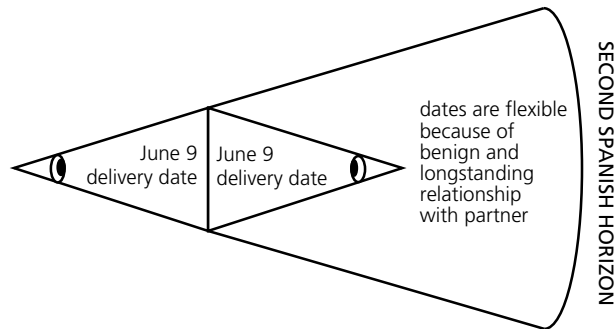 June 9
delivery date
June 9
delivery date
dates are flexible
because of
benign and
longstanding
relationship
with partner
SECOND SPANISH HORIZON